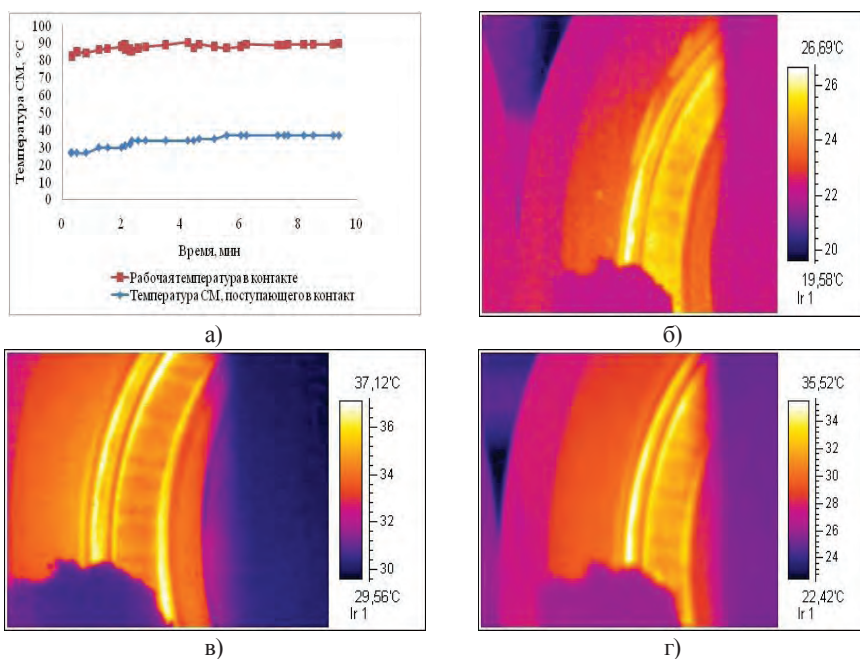 Температура СМ, °С
100
90
80
70
60
50
40
30
20
10
0
0 2 4 6 8 10
Время, мин
Рабочая температура в контакте
Температура СМ, поступающего в контакт
а)
26,69°C
26
24
22
20
19,58°C
Ir 1
б)
37,12°C
36
34
32
30
29,56°C
Ir 1
в)
35,52°C
34
32
30
28
26
24
22,42°C
Ir 1
г)